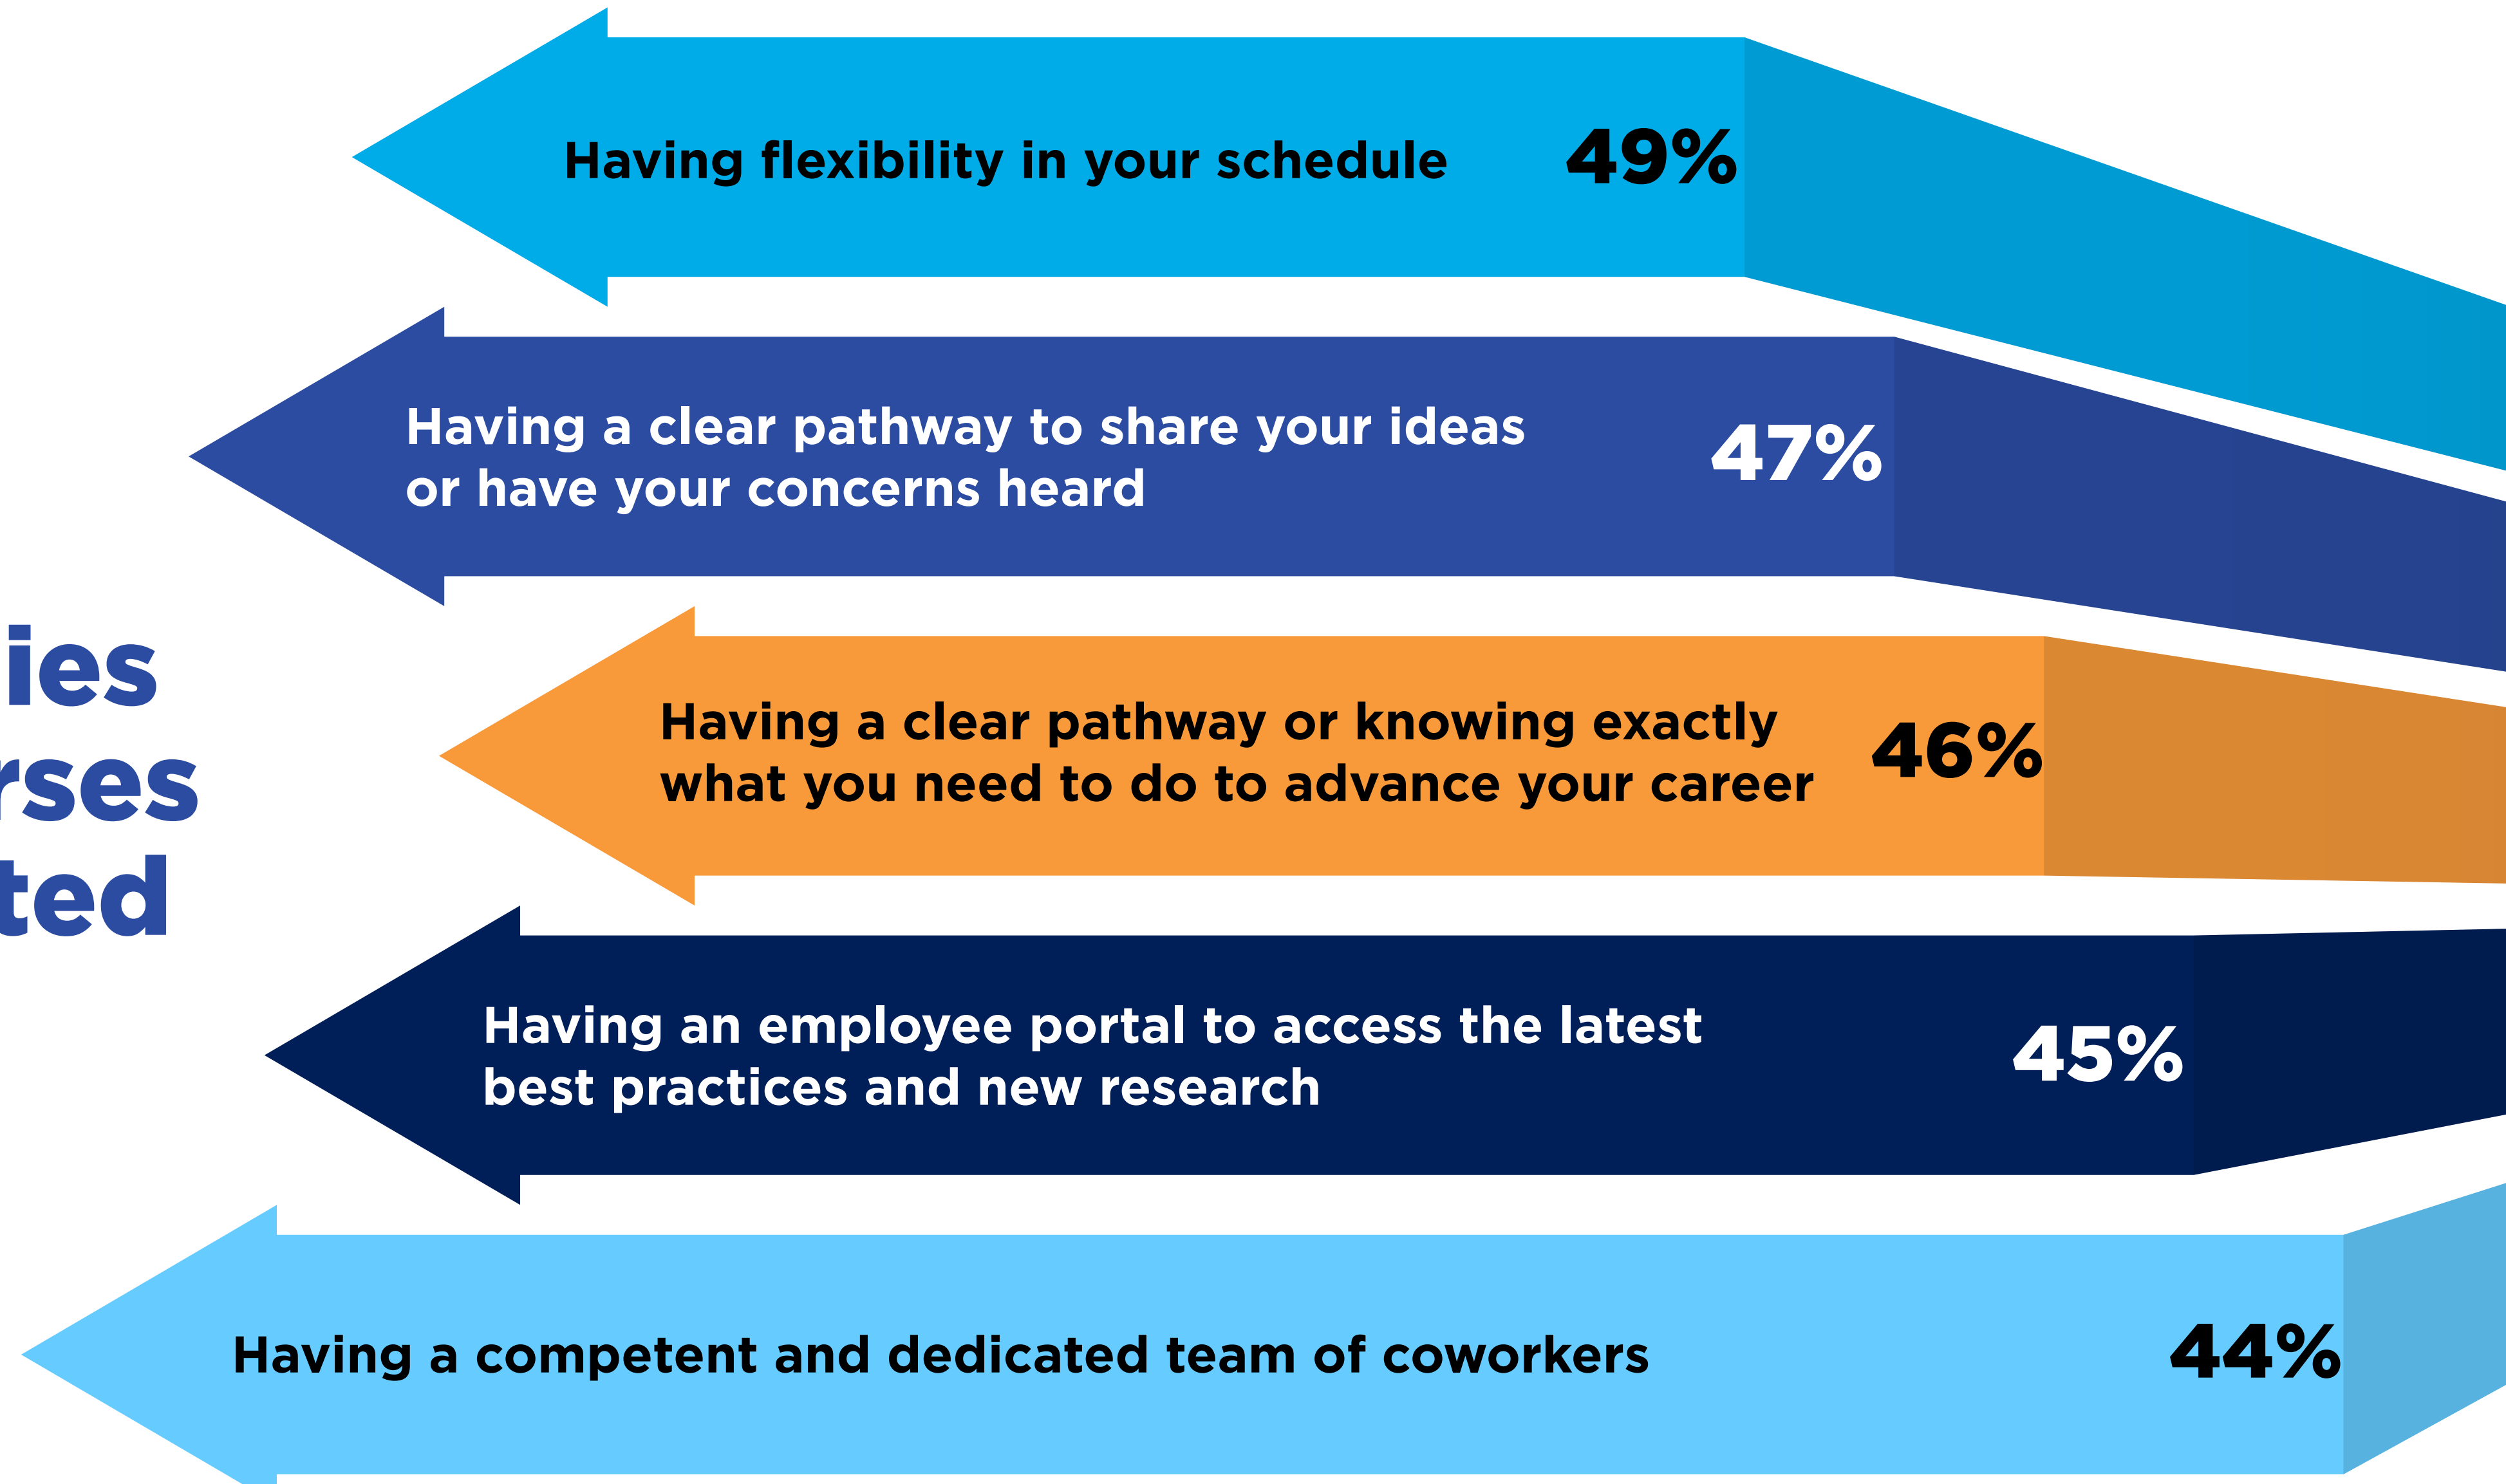 Having flexibility in your schedule 49%
Having a clear pathway to share your ideas
or have your concerns heard
47%
ies
rses
ted
Having a clear pathway or knowing exactly
what you need to do to advance your career
46%
Having an employee portal to access the latest
best practices and new research
45%
Having a competent and dedicated team of coworkers 44%